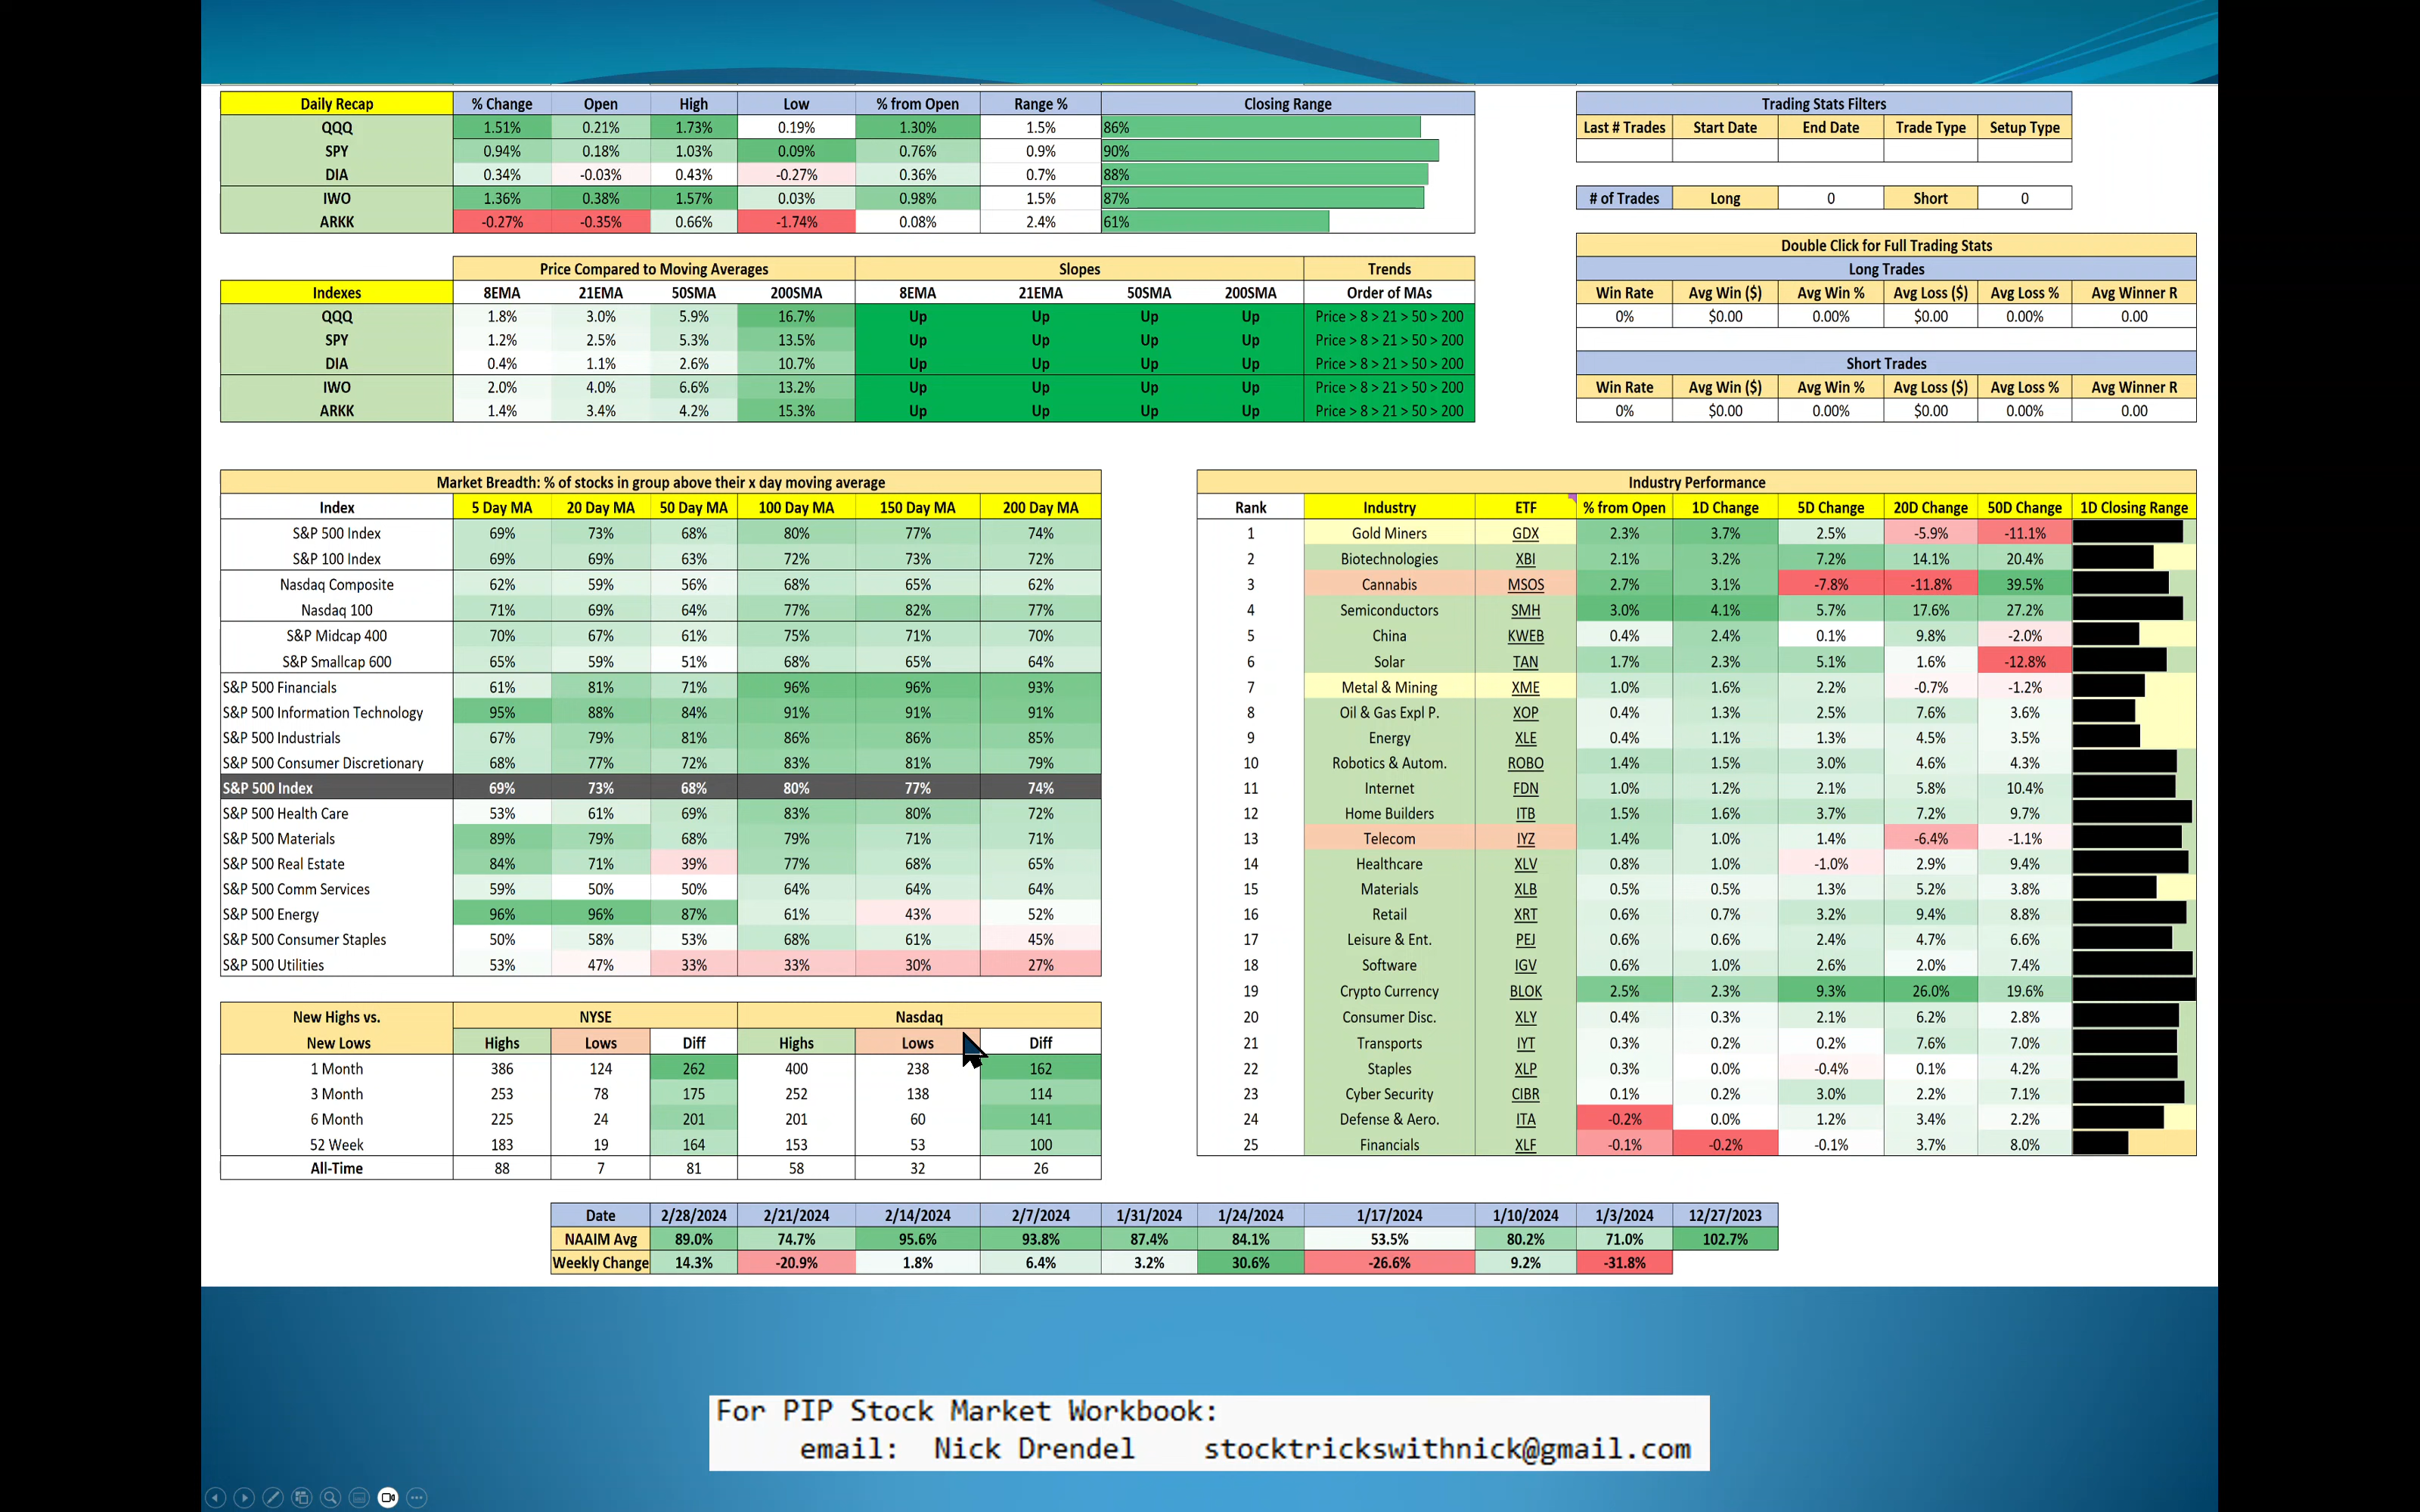 Daily Recap % Change Open High Low % from Open Range % Closing Range
QQQ 1.51% 0.21% 1.73% 0.19% 1.30% 1.5% 86%
SPY 0.94% 0.18% 1.03% 0.09% 0.76% 0.9% 90%
DIA 0.34% -0.03% 0.43% -0.27% 0.36% 0.7% 88%
IWO 1.36% 0.38% 1.57% 0.03% 0.98% 1.5% 87%
ARKK -0.27% -0.35% 0.66% -1.74% 0.08% 2.4% 61%
Price Compared to Moving Averages Slopes Trends
Indexes 8EMA 21EMA 50SMA 200SMA 8EMA 21EMA 50SMA 200SMA Order of MAs
QQQ 1.8% 3.0% 5.9% 16.7% Up Up Up Up Price > 8 > 21 > 50 > 200
SPY 1.2% 2.5% 5.3% 13.5% Up Up Up Up Price > 8 > 21 > 50 > 200
DIA 0.4% 1.1% 2.6% 10.7% Up Up Up Up Price > 8 > 21 > 50 > 200
IWO 2.0% 4.0% 6.6% 13.2% Up Up Up Up Price > 8 > 21 > 50 > 200
ARKK 1.4% 3.4% 4.2% 15.3% Up Up Up Up Price > 8 > 21 > 50 > 200
Trading Stats Filters
Last # Trades Start Date End Date Trade Type Setup Type
# of Trades Long 0 Short 0
Double Click for Full Trading Stats
Long Trades
Win Rate Avg Win ($) Avg Win % Avg Loss ($) Avg Loss % Avg Winner R
0% $0.00 0.00% $0.00 0.00% 0.00
Short Trades
Win Rate Avg Win ($) Avg Win % Avg Loss ($) Avg Loss % Avg Winner R
0% $0.00 0.00% $0.00 0.00% 0.00
Market Breadth: % of stocks in group above their x day moving average
Index 5 Day MA 20 Day MA 50 Day MA 100 Day MA 150 Day MA 200 Day MA
S&P 500 Index 69% 73% 68% 80% 77% 74%
S&P 100 Index 69% 69% 63% 72% 73% 72%
Nasdaq Composite 62% 59% 56% 68% 65% 62%
Nasdaq 100 71% 69% 64% 77% 82% 77%
S&P Midcap 400 70% 67% 61% 75% 71% 70%
S&P Smallcap 600 65% 59% 51% 68% 65% 64%
S&P 500 Financials 61% 81% 71% 96% 96% 93%
S&P 500 Information Technology 95% 88% 84% 91% 91% 91%
S&P 500 Industrials 67% 79% 81% 86% 86% 85%
S&P 500 Consumer Discretionary 68% 77% 72% 83% 81% 79%
S&P 500 Index 69% 73% 68% 80% 77% 74%
S&P 500 Health Care 53% 61% 69% 83% 80% 72%
S&P 500 Materials 89% 79% 68% 79% 71% 71%
S&P 500 Real Estate 84% 71% 39% 77% 68% 65%
S&P 500 Comm Services 59% 50% 50% 64% 64% 64%
S&P 500 Energy 96% 96% 87% 61% 43% 52%
S&P 500 Consumer Staples 50% 58% 53% 68% 61% 45%
S&P 500 Utilities 53% 47% 33% 33% 30% 27%
Industry Performance
Rank Industry ETF % from Open 1D Change 5D Change 20D Change 50D Change 1D Closing Range
1 Gold Miners GDX 2.3% 3.7% 2.5% -5.9% -11.1%
2 Biotechnologies XBI 2.1% 3.2% 7.2% 14.1% 20.4%
3 Cannabis MSOS 2.7% 3.1% -7.8% -11.8% 39.5%
4 Semiconductors SMH 3.0% 4.1% 5.7% 17.6% 27.2%
5 China KWEB 0.4% 2.4% 0.1% 9.8% -2.0%
6 Solar TAN 1.7% 2.3% 5.1% 1.6% -12.8%
7 Metal & Mining XME 1.0% 1.6% 2.2% -0.7% -1.2%
8 Oil & Gas Expl P. XOP 0.4% 1.3% 2.5% 7.6% 3.6%
9 Energy XLE 0.4% 1.1% 1.3% 4.5% 3.5%
10 Robotics & Autom. ROBO 1.4% 1.5% 3.0% 4.6% 4.3%
11 Internet FDN 1.0% 1.2% 2.1% 5.8% 10.4%
12 Home Builders ITB 1.5% 1.6% 3.7% 7.2% 9.7%
13 Telecom IYZ 1.4% 1.0% 1.4% -6.4% -1.1%
14 Healthcare XLV 0.8% 1.0% -1.0% 2.9% 9.4%
15 Materials XLB 0.5% 0.5% 1.3% 5.2% 3.8%
16 Retail XRT 0.6% 0.7% 3.2% 9.4% 8.8%
17 Leisure & Ent. PEJ 0.6% 0.6% 2.4% 4.7% 6.6%
18 Software IGV 0.6% 1.0% 2.6% 2.0% 7.4%
19 Crypto Currency BLOK 2.5% 2.3% 9.3% 26.0% 19.6%
20 Consumer Disc. XLY 0.4% 0.3% 2.1% 6.2% 2.8%
21 Transports IYT 0.3% 0.2% 0.2% 7.6% 7.0%
22 Staples XLP 0.3% 0.0% -0.4% 0.1% 4.2%
23 Cyber Security CIBR 0.1% 0.2% 3.0% 2.2% 7.1%
24 Defense & Aero. ITA -0.2% 0.0% 1.2% 3.4% 2.2%
25 Financials XLF -0.1% -0.2% -0.1% 3.7% 8.0%
New Highs vs. NYSE Nasdaq
New Lows Highs Lows Diff Highs Lows Diff
1 Month 386 124 262 400 238 162
3 Month 253 78 175 252 138 114
6 Month 225 24 201 201 60 141
52 Week 183 19 164 153 53 100
All-Time 88 7 81 58 32 26
Date 2/28/2024 2/21/2024 2/14/2024 2/7/2024 1/31/2024 1/24/2024 1/17/2024 1/10/2024 1/3/2024 12/27/2023
NAAIM Avg 89.0% 74.7% 95.6% 93.8% 87.4% 84.1% 53.5% 80.2% 71.0% 102.7%
Weekly Change 14.3% -20.9% 1.8% 6.4% 3.2% 30.6% -26.6% 9.2% -31.8%
For PIP Stock Market Workbook:
email: Nick Drendel stocktrickswithnick@gmail.com